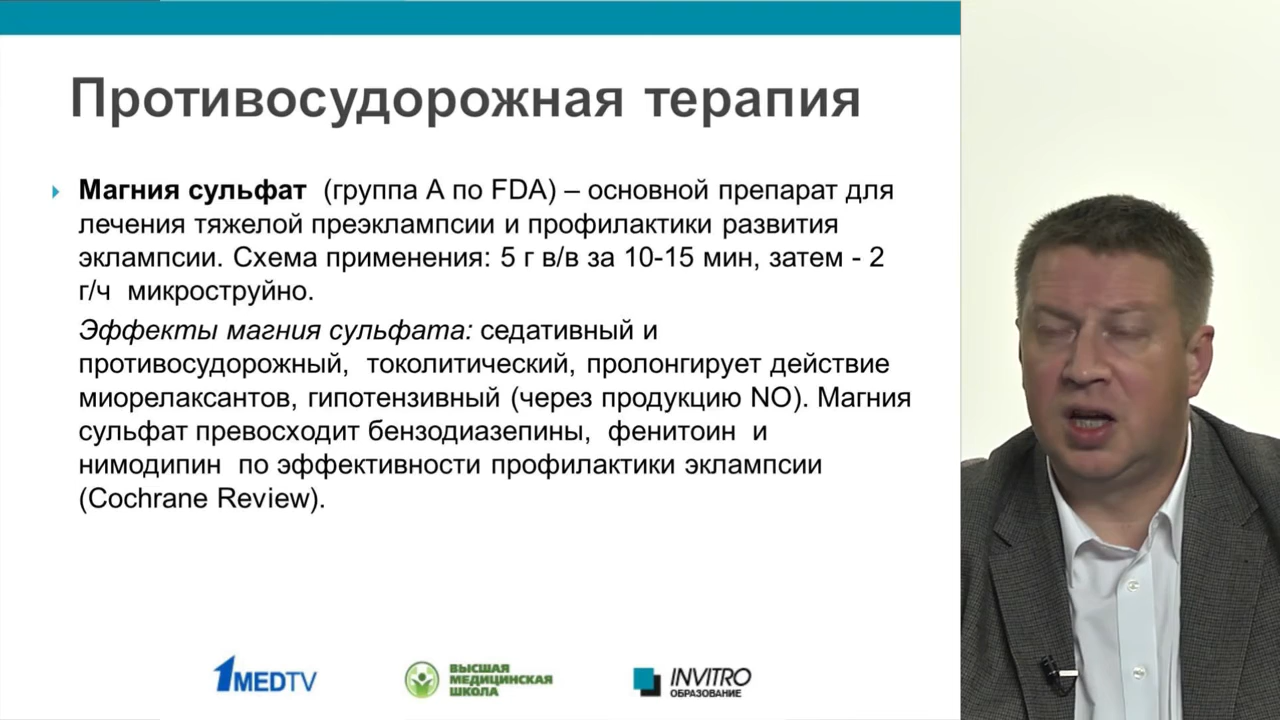 Противосудорожная терапия
Магния сульфат (группа А по FDA) – основной препарат для
лечения тяжелой преэклампсии и профилактики развития
эклампсии. Схема применения: 5 г в/в за 10-15 мин, затем - 2
г/ч микроструйно.
Эффекты магния сульфата: седативный и
противосудорожный, токолитический, пролонгирует действие
миорелаксантов, гипотензивный (через продукцию NO). Магния
сульфат превосходит бензодиазепины, фенитоин и
нимодипин по эффективности профилактики эклампсии
(Cochrane Review).
1MEDTV
ВЫСШАЯ
МЕДИЦИНСКАЯ
ШКОЛА
INVITRO
ОБРАЗОВАНИЕ